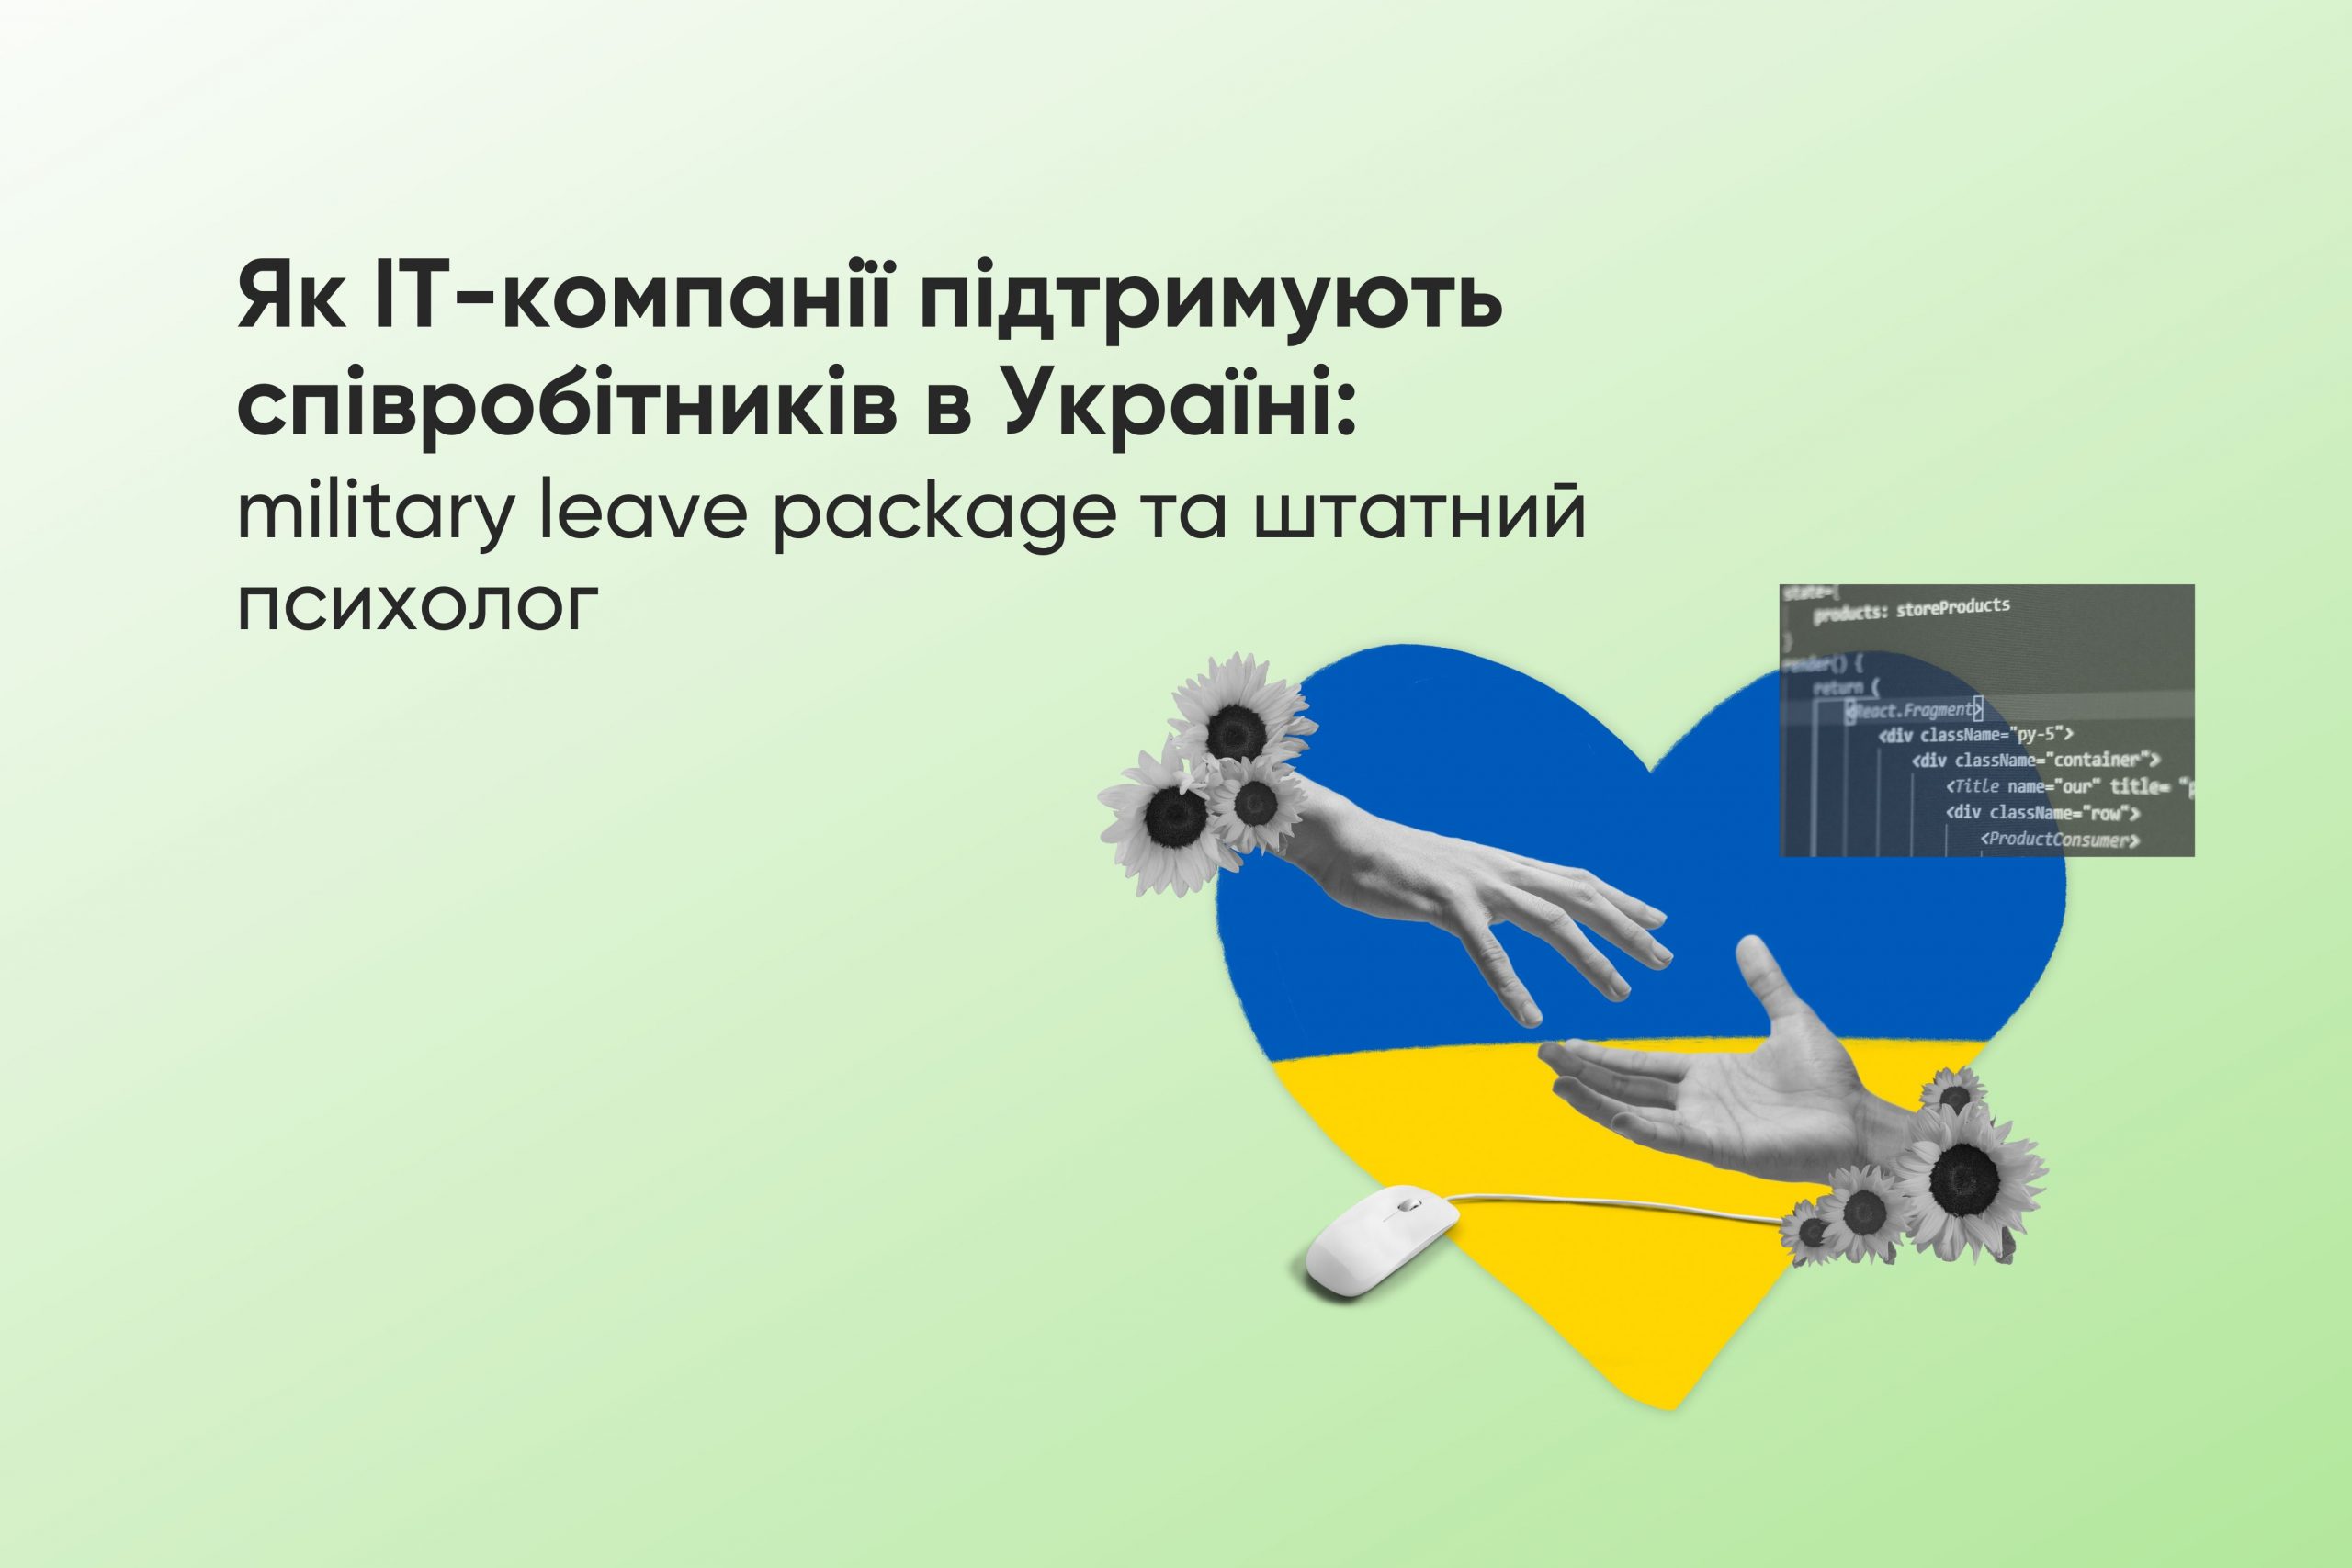 Як ІТ-компанії підтримують
співробітників в Україні:
military leave package та штатний
психолог
state={
products: storeProducts
}
render() {
return (
<React.Fragment>
<div className="py-5">
<div className="container">
<Title name="our" title= "
<div className="row">
<ProductConsumer>